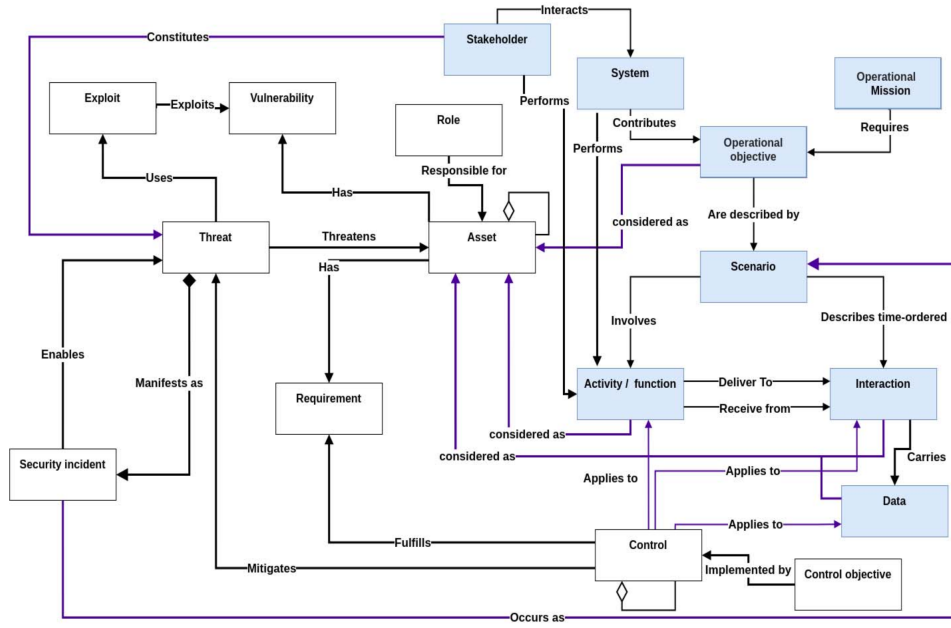 Interacts
Constitutes
Stakeholder
System
Operational
Mission
Exploit
Exploits
Vulnerability
Performs
Role
Contributes
Requires
Performs
Operational
objective
Responsible for
Uses
Has
Are described by
considered as
Threat
Threatens
Asset
Has
Scenario
Involves
Describes time-ordered
Enables
Manifests as
Requirement
Activity / function
Deliver To
Receive from
Interaction
considered as
considered as
Carries
Security incident
Applies to
Applies to
Data
Applies to
Fulfills
Control
Mitigates
Implemented by
Control objective
Occurs as